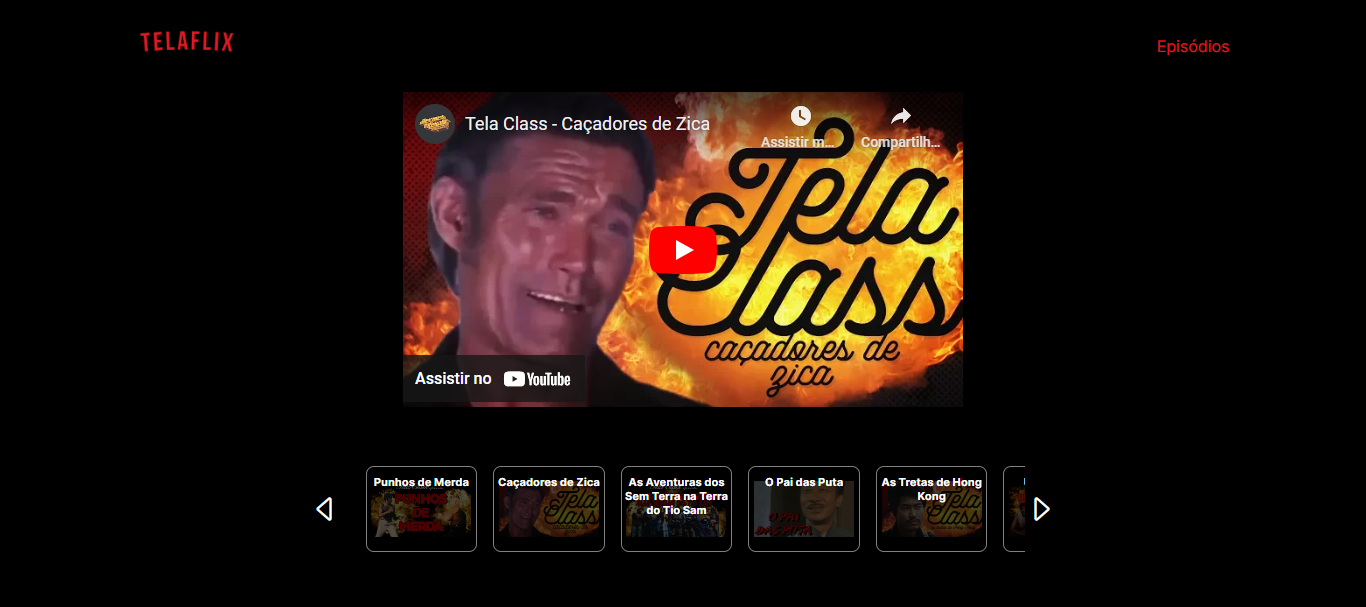 TELAFLIX
Episódios
Tela Class - Caçadores de Zica
Assistir m...
Compartilh...
Tela
Class
caçadores de
zica
Assistir no YouTube
Punhos de Merda
PUNHOS
DE
MERDA
Caçadores de Zica
Tela
Class
As Aventuras dos
Sem Terra na Terra
do Tio Sam
O Pai das Puta
O PAI
DAS PUTA
As Tretas de Hong
Kong
Tela
Class